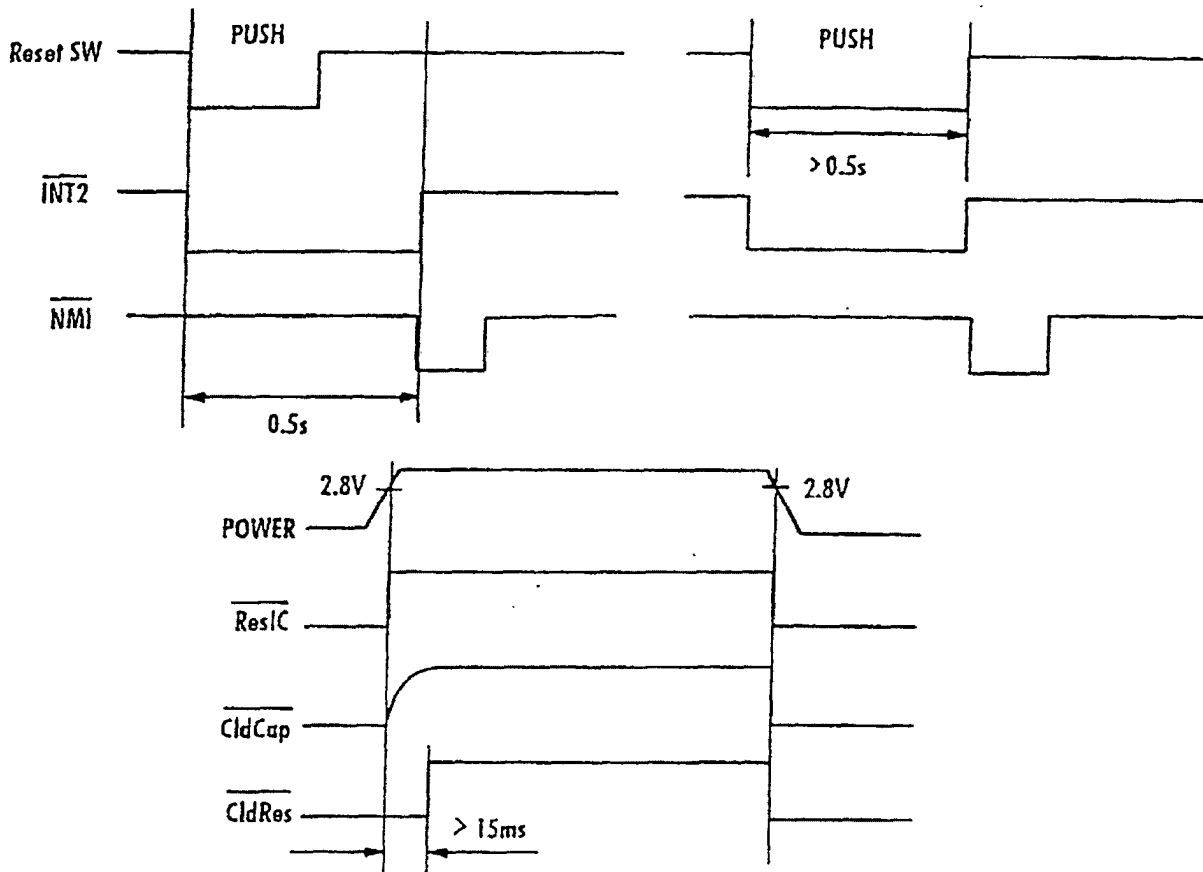 PUSH PUSH
Reset SW
> 0.5s
INT2
NMI
0.5s
2.8V 2.8V
POWER
ResIC
CldCap
CldRes
> 15ms